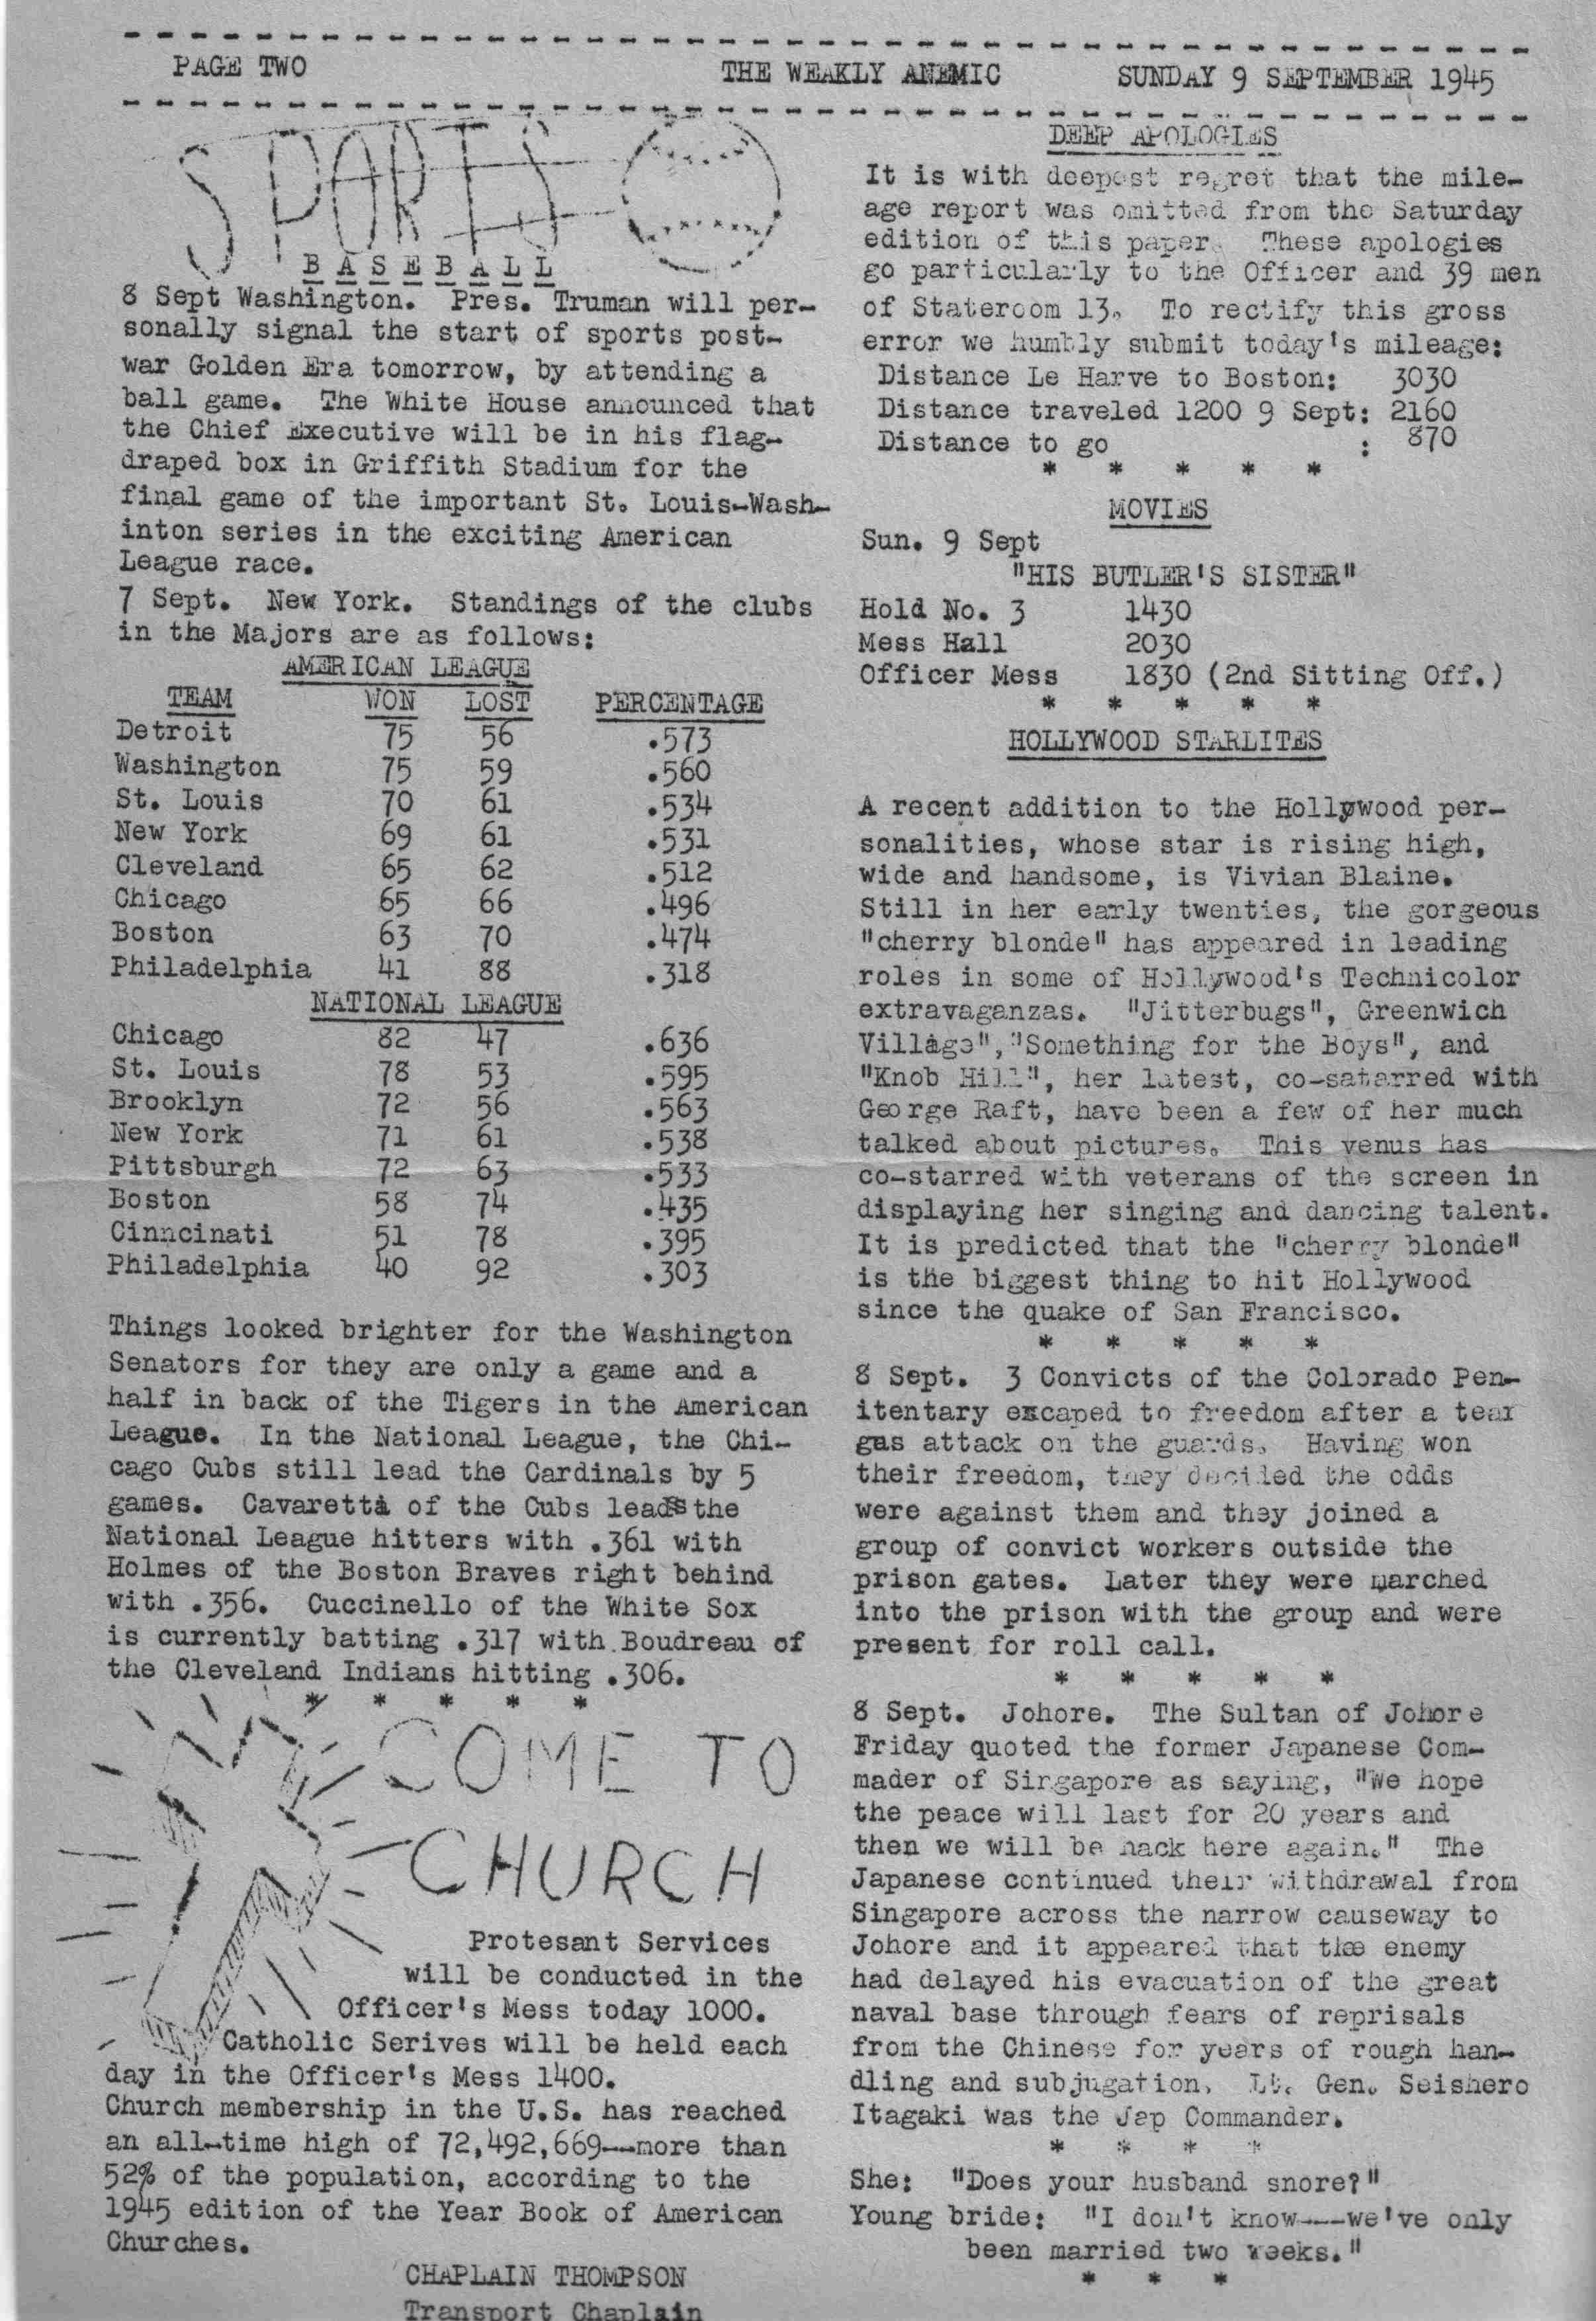 PAGE TWO THE WEAKLY ANEMIC SUNDAY 9 SEPTEMBER 1945
SPORTS
BASEBALL
8 Sept Washington. Pres. Truman will per-
sonally signal the start of sports post-
war Golden Era tomorrow, by attending a
ball game. The White House announced that
the Chief Executive will be in his flag-
draped box in Griffith Stadium for the
final game of the important St. Louis-Wash-
inton series in the exciting American
League race.
7 Sept. New York. Standings of the clubs
in the Majors are as follows:
AMERICAN LEAGUE
TEAM WON LOST PERCENTAGE
Detroit 75 56 .573
Washington 75 59 .560
St. Louis 70 61 .534
New York 69 61 .531
Cleveland 65 62 .512
Chicago 65 66 .496
Boston 63 70 .474
Philadelphia 41 88 .318
NATIONAL LEAGUE
Chicago 82 47 .636
St. Louis 78 53 .595
Brooklyn 72 56 .563
New York 71 61 .538
Pittsburgh 72 63 .533
Boston 58 74 .435
Cinncinati 51 78 .395
Philadelphia 40 92 .303
Things looked brighter for the Washington
Senators for they are only a game and a
half in back of the Tigers in the American
League. In the National League, the Chi-
cago Cubs still lead the Cardinals by 5
games. Cavaretta of the Cubs leads the
National League hitters with .361 with
Holmes of the Boston Braves right behind
with .356. Cuccinello of the White Sox
is currently batting .317 with Boudreau of
the Cleveland Indians hitting .306.
* * * * *
COME TO
CHURCH
Protesant Services
will be conducted in the
Officer's Mess today 1000.
Catholic Serives will be held each
day in the Officer's Mess 1400.
Church membership in the U.S. has reached
an all-time high of 72,492,669--more than
52% of the population, according to the
1945 edition of the Year Book of American
Churches.
CHAPLAIN THOMPSON
Transport Chaplain
DEEP APOLOGIES
It is with deepest regret that the mile-
age report was omitted from the Saturday
edition of this paper. These apologies
go particularly to the Officer and 39 men
of Stateroom 13. To rectify this gross
error we humbly submit today's mileage:
Distance Le Harve to Boston: 3030
Distance traveled 1200 9 Sept: 2160
Distance to go : 870
* * * * *
MOVIES
Sun. 9 Sept
"HIS BUTLER'S SISTER"
Hold No. 3 1430
Mess Hall 2030
Officer Mess 1830 (2nd Sitting Off.)
* * * * *
HOLLYWOOD STARLITES
A recent addition to the Hollywood per-
sonalities, whose star is rising high,
wide and handsome, is Vivian Blaine.
Still in her early twenties, the gorgeous
"cherry blonde" has appeared in leading
roles in some of Hollywood's Technicolor
extravaganzas. "Jitterbugs", Greenwich
Village","Something for the Boys", and
"Knob Hill", her latest, co-satarred with
George Raft, have been a few of her much
talked about pictures. This venus has
co-starred with veterans of the screen in
displaying her singing and dancing talent.
It is predicted that the "cherry blonde"
is the biggest thing to hit Hollywood
since the quake of San Francisco.
* * * * *
8 Sept. 3 Convicts of the Colorado Pen-
itentary escaped to freedom after a tear
gas attack on the guards. Having won
their freedom, they decided the odds
were against them and they joined a
group of convict workers outside the
prison gates. Later they were marched
into the prison with the group and were
present for roll call.
* * * * *
8 Sept. Johore. The Sultan of Johore
Friday quoted the former Japanese Com-
mader of Singapore as saying, "We hope
the peace will last for 20 years and
then we will be nack here again." The
Japanese continued their withdrawal from
Singapore across the narrow causeway to
Johore and it appeared that the enemy
had delayed his evacuation of the great
naval base through fears of reprisals
from the Chinese for years of rough han-
dling and subjugation. Lt. Gen. Seishero
Itagaki was the Jap Commander.
* * * *
She: "Does your husband snore?"
Young bride: "I don't know---we've only
been married two weeks."
* * *